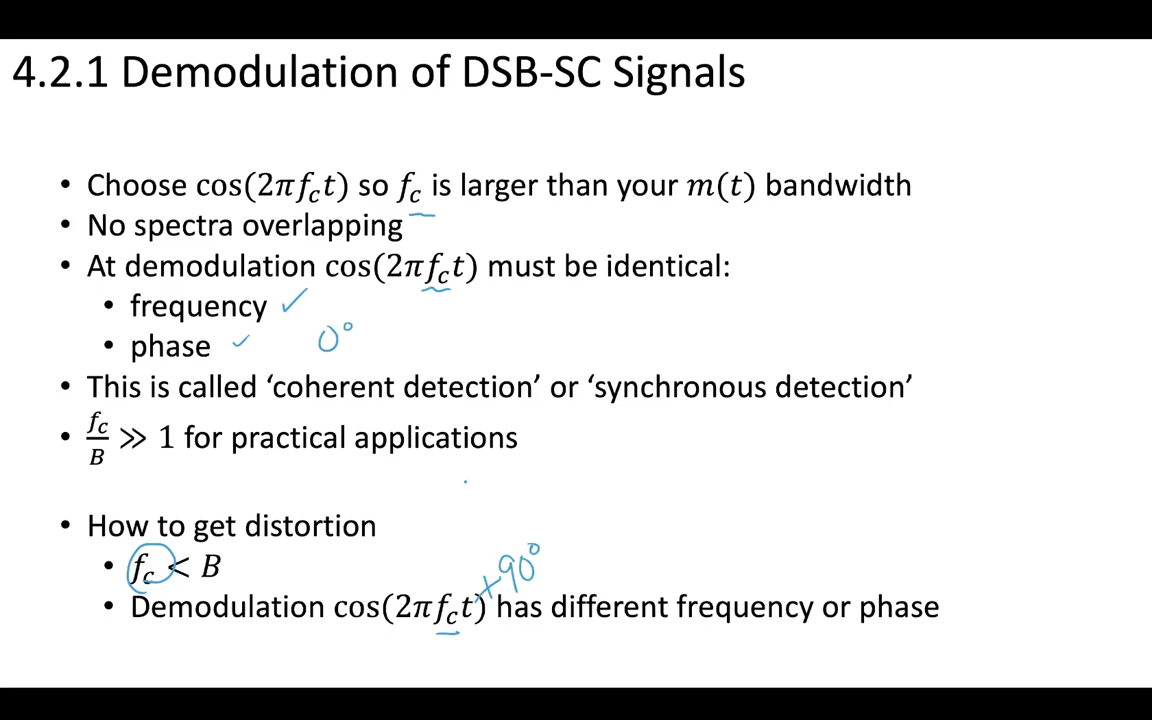 4.2.1 Demodulation of DSB-SC Signals
• Choose cos(2πf_c t) so f_c is larger than your m(t) bandwidth
• No spectra overlapping
• At demodulation cos(2πf_c t) must be identical:
• frequency ✓
• phase ✓ 0°
• This is called ‘coherent detection’ or ‘synchronous detection’
• f_c/B ≫ 1 for practical applications
• How to get distortion
• f_c < B
+90°
• Demodulation cos(2πf_c t) has different frequency or phase